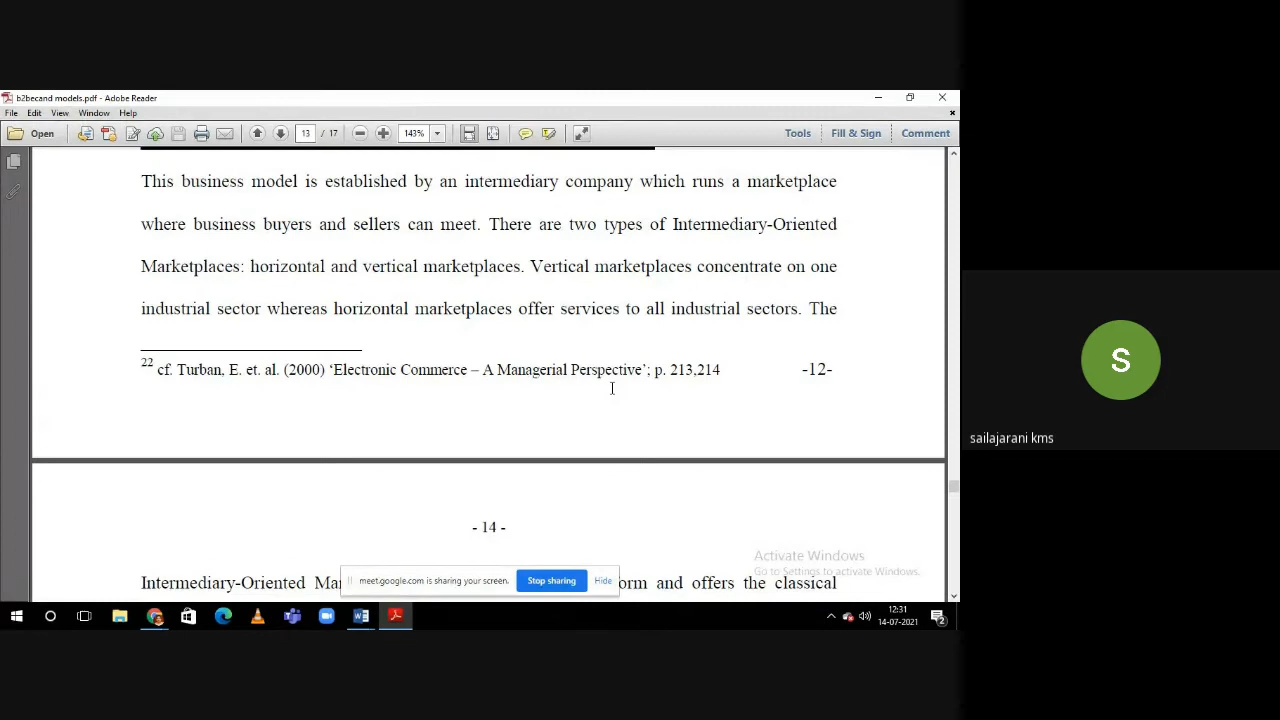 b2becand models.pdf - Adobe Reader
File Edit View Window Help
Open 13 / 17 143% Tools Fill & Sign Comment
This business model is established by an intermediary company which runs a marketplace
where business buyers and sellers can meet. There are two types of Intermediary-Oriented
Marketplaces: horizontal and vertical marketplaces. Vertical marketplaces concentrate on one
industrial sector whereas horizontal marketplaces offer services to all industrial sectors. The
22 cf. Turban, E. et. al. (2000) ‘Electronic Commerce – A Managerial Perspective’; p. 213,214 -12-
S
sailajarani kms
- 14 -
Activate Windows
Go to Settings to activate Windows.
Intermediary-Oriented Ma orm and offers the classical
meet.google.com is sharing your screen. Stop sharing Hide
12:31
14-07-2021
2